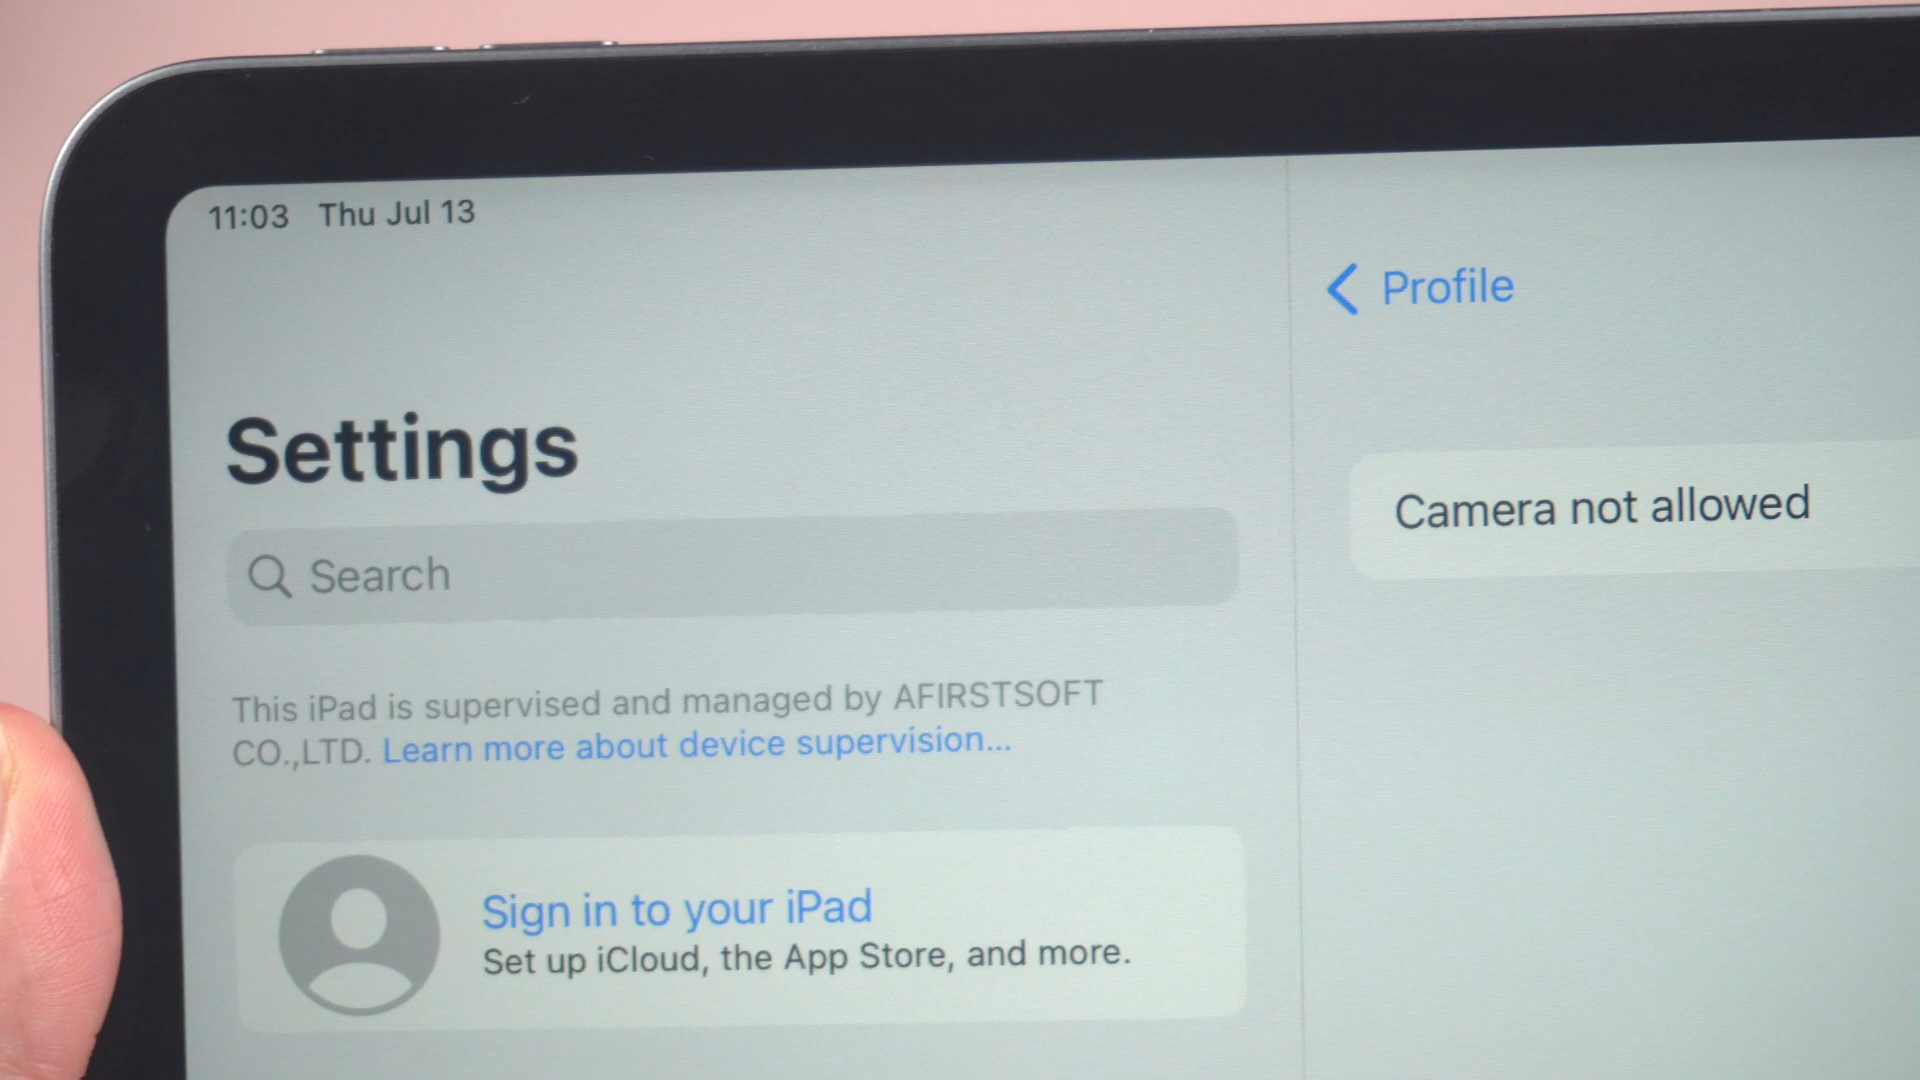 11:03 Thu Jul 13
Settings
Search
This iPad is supervised and managed by AFIRSTSOFT
CO.,LTD. Learn more about device supervision...
Sign in to your iPad
Set up iCloud, the App Store, and more.
Profile
Camera not allowed